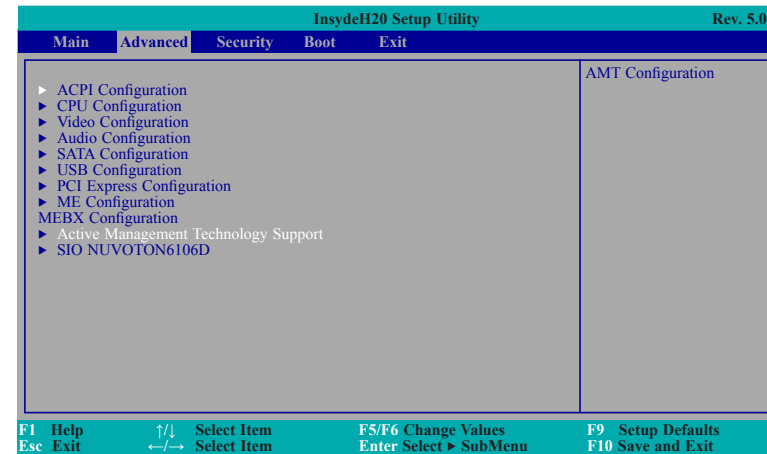 InsydeH20 Setup Utility Rev. 5.0
Main Advanced Security Boot Exit
AMT Configuration
► ACPI Configuration
► CPU Configuration
► Video Configuration
► Audio Configuration
► SATA Configuration
► USB Configuration
► PCI Express Configuration
► ME Configuration
MEBX Configuration
► Active Management Technology Support
► SIO NUVOTON6106D
F1 Help ↑/↓ Select Item F5/F6 Change Values F9 Setup Defaults
Esc Exit ←/→ Select Item Enter Select ► SubMenu F10 Save and Exit